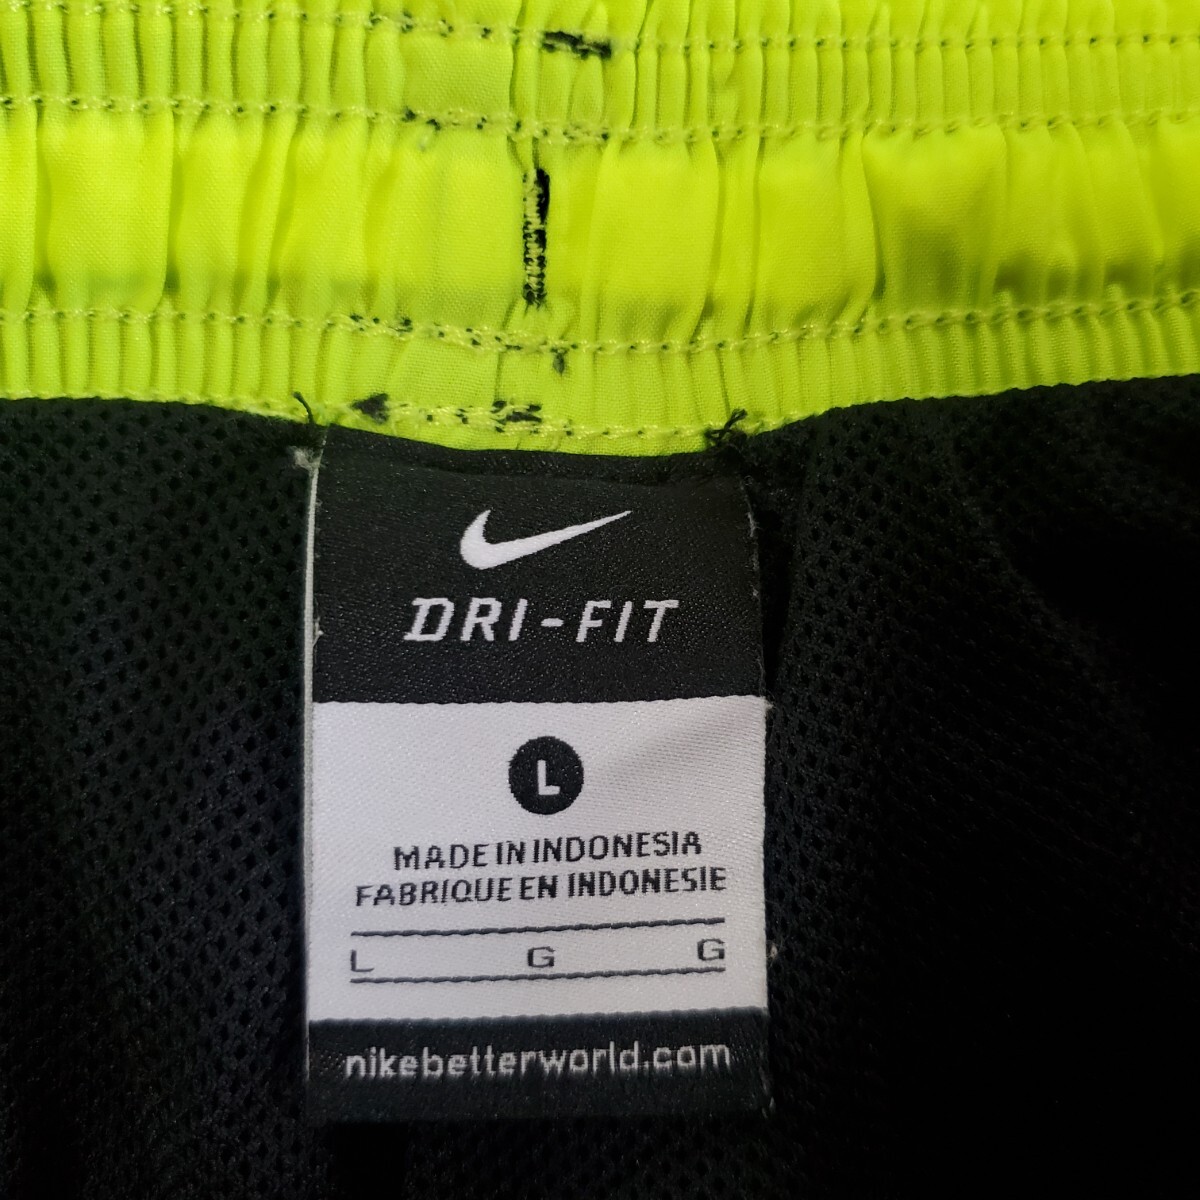 DRI-FIT
L
MADE IN INDONESIA
FABRIQUE EN INDONESIE
L G G
nikebetterworld.com